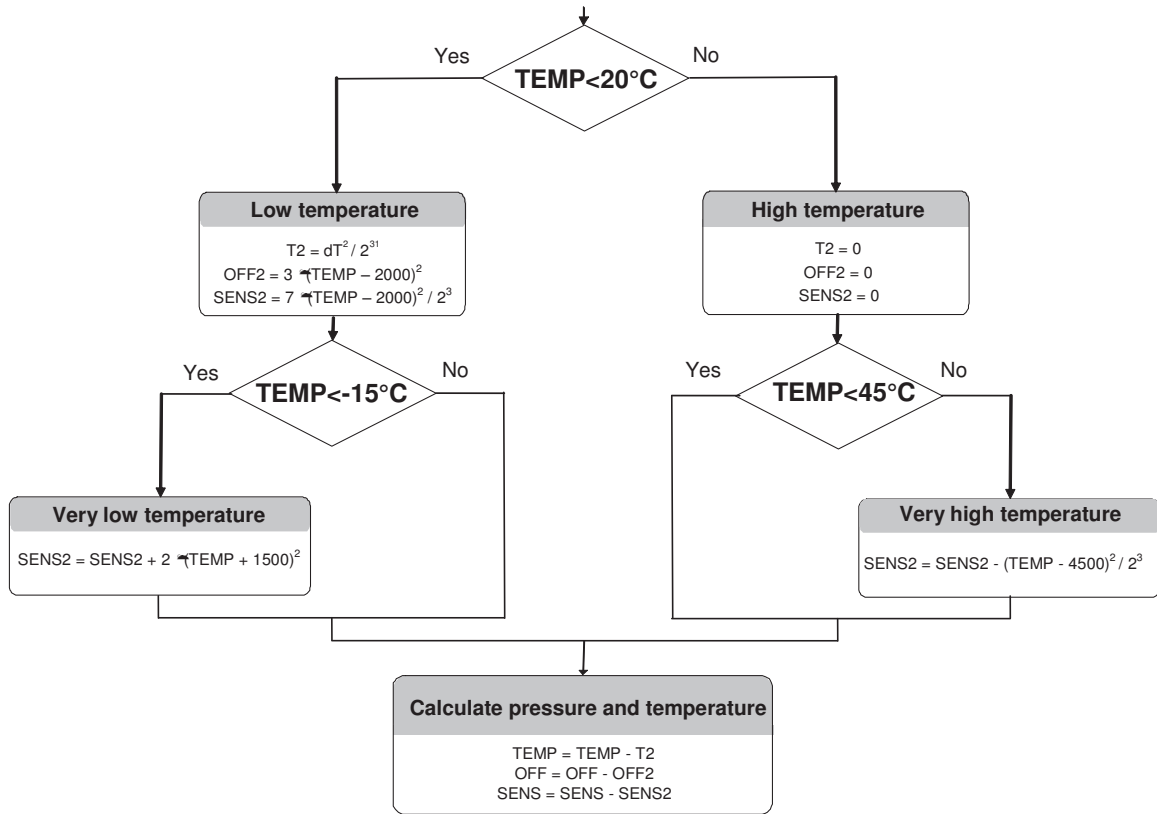 Yes
No
TEMP<20°C
Low temperature
T2 = dT² / 2³¹
OFF2 = 3 (TEMP – 2000)²
SENS2 = 7 (TEMP – 2000)² / 2³
High temperature
T2 = 0
OFF2 = 0
SENS2 = 0
Yes
No
TEMP<-15°C
Yes
No
TEMP<45°C
Very low temperature
SENS2 = SENS2 + 2 (TEMP + 1500)²
Very high temperature
SENS2 = SENS2 - (TEMP - 4500)² / 2³
Calculate pressure and temperature
TEMP = TEMP - T2
OFF = OFF - OFF2
SENS = SENS - SENS2